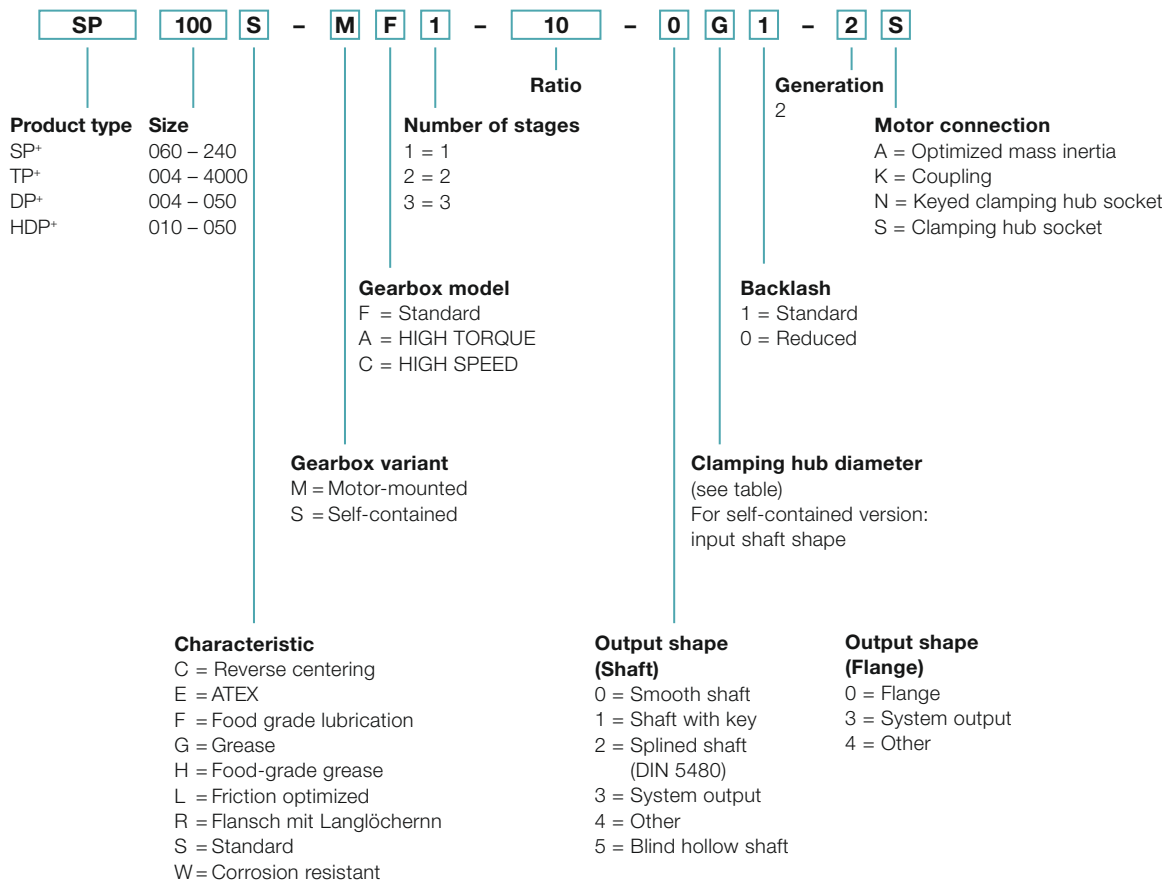 SP 100 S – M F 1 – 10 – 0 G 1 – 2 S
Ratio
Generation
2
Product type
SP+
TP+
DP+
HDP+
Size
060 – 240
004 – 4000
004 – 050
010 – 050
Number of stages
1 = 1
2 = 2
3 = 3
Motor connection
A = Optimized mass inertia
K = Coupling
N = Keyed clamping hub socket
S = Clamping hub socket
Gearbox model
F = Standard
A = HIGH TORQUE
C = HIGH SPEED
Backlash
1 = Standard
0 = Reduced
Gearbox variant
M = Motor-mounted
S = Self-contained
Clamping hub diameter
(see table)
For self-contained version:
input shaft shape
Characteristic
C = Reverse centering
E = ATEX
F = Food grade lubrication
G = Grease
H = Food-grade grease
L = Friction optimized
R = Flansch mit Langlöchernn
S = Standard
W = Corrosion resistant
Output shape
(Shaft)
0 = Smooth shaft
1 = Shaft with key
2 = Splined shaft
(DIN 5480)
3 = System output
4 = Other
5 = Blind hollow shaft
Output shape
(Flange)
0 = Flange
3 = System output
4 = Other